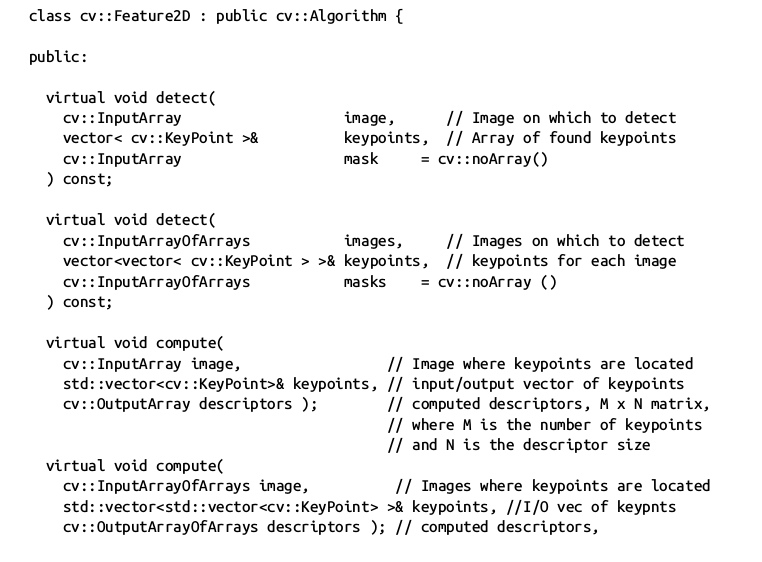 class cv::Feature2D : public cv::Algorithm {
public:
virtual void detect(
cv::InputArray image, // Image on which to detect
vector< cv::KeyPoint >& keypoints, // Array of found keypoints
cv::InputArray mask = cv::noArray()
) const;
virtual void detect(
cv::InputArrayOfArrays images, // Images on which to detect
vector<vector< cv::KeyPoint > >& keypoints, // keypoints for each image
cv::InputArrayOfArrays masks = cv::noArray ()
) const;
virtual void compute(
cv::InputArray image, // Image where keypoints are located
std::vector<cv::KeyPoint>& keypoints, // input/output vector of keypoints
cv::OutputArray descriptors ); // computed descriptors, M x N matrix,
// where M is the number of keypoints
// and N is the descriptor size
virtual void compute(
cv::InputArrayOfArrays image, // Images where keypoints are located
std::vector<std::vector<cv::KeyPoint> >& keypoints, //I/O vec of keypnts
cv::OutputArrayOfArrays descriptors ); // computed descriptors,